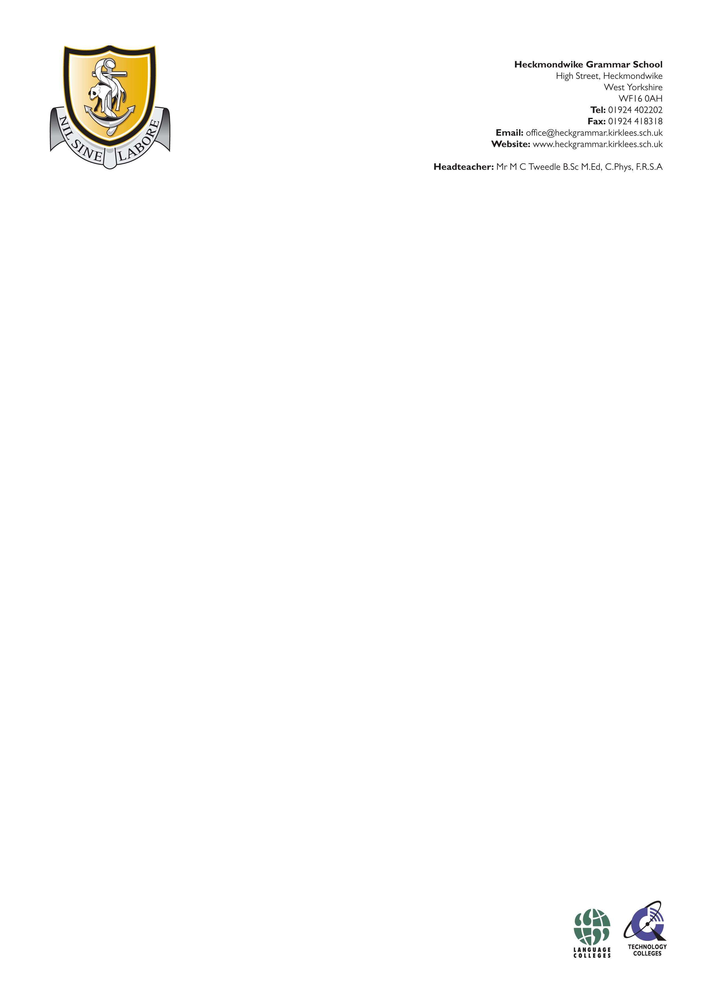 NIL SINE LABORE
Heckmondwike Grammar School
High Street, Heckmondwike
West Yorkshire
WF16 0AH
Tel: 01924 402202
Fax: 01924 418318
Email: office@heckgrammar.kirklees.sch.uk
Website: www.heckgrammar.kirklees.sch.uk
Headteacher: Mr M C Tweedle B.Sc M.Ed, C.Phys, F.R.S.A
LANGUAGE
COLLEGES
TECHNOLOGY
COLLEGES